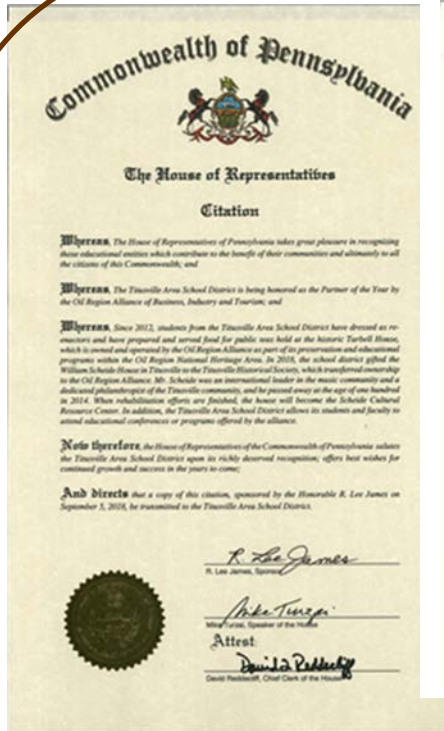 Commonwealth of Pennsylvania
The House of Representatives
Citation
Whereas, The House of Representatives of Pennsylvania takes great pleasure in recognizing
those educational entities which contribute to the benefit of their communities and ultimately to all
the citizens of this Commonwealth; and
Whereas, The Titusville Area School District is being honored as the Partner of the Year by
the Oil Region Alliance of Business, Industry and Tourism; and
Whereas, Since 2012, students from the Titusville Area School District have dressed as re-
enactors and have prepared and served food for public was held at the historic Tarbell House,
which is owned and operated by the Oil Region Alliance as part of its preservation and educational
programs within the Oil Region National Heritage Area. In 2018, the school district gifted the
William Scheide House in Titusville to the Titusville Historical Society, which transferred ownership
to the Oil Region Alliance. Mr. Scheide was an international leader in the music community and a
dedicated philanthropist of the Titusville community, and he passed away at the age of one hundred
in 2014. When rehabilitation efforts are finished, the house will become the Scheide Cultural
Resource Center. In addition, the Titusville Area School District allows its students and faculty to
attend educational conferences or programs offered by the alliance.
Now therefore, the House of Representatives of the Commonwealth of Pennsylvania salutes
the Titusville Area School District upon its richly deserved recognition; offers best wishes for
continued growth and success in the years to come;
And directs that a copy of this citation, sponsored by the Honorable R. Lee James on
September 5, 2018, be transmitted to the Titusville Area School District.
R. Lee James
R. Lee James, Sponsor
Mike Turzai
Mike Turzai, Speaker of the House
Attest:
David Reddecliff
David Reddecliff, Chief Clerk of the House